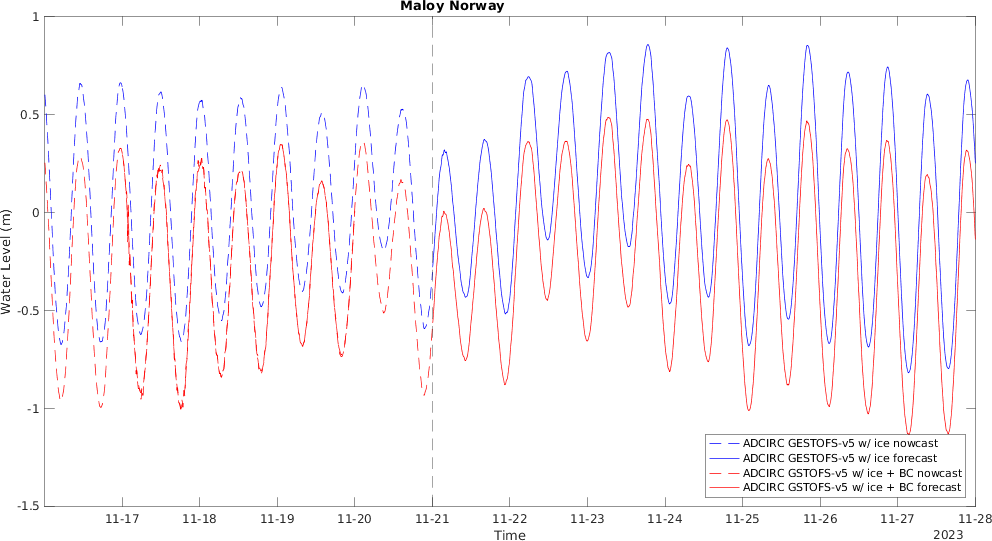 Maloy Norway
1
0.5
0
-0.5
-1
-1.5
Water Level (m)
11-17 11-18 11-19 11-20 11-21 11-22 11-23 11-24 11-25 11-26 11-27 11-28
Time
2023
ADCIRC GESTOFS-v5 w/ ice nowcast
ADCIRC GESTOFS-v5 w/ ice forecast
ADCIRC GSTOFS-v5 w/ ice + BC nowcast
ADCIRC GSTOFS-v5 w/ ice + BC forecast